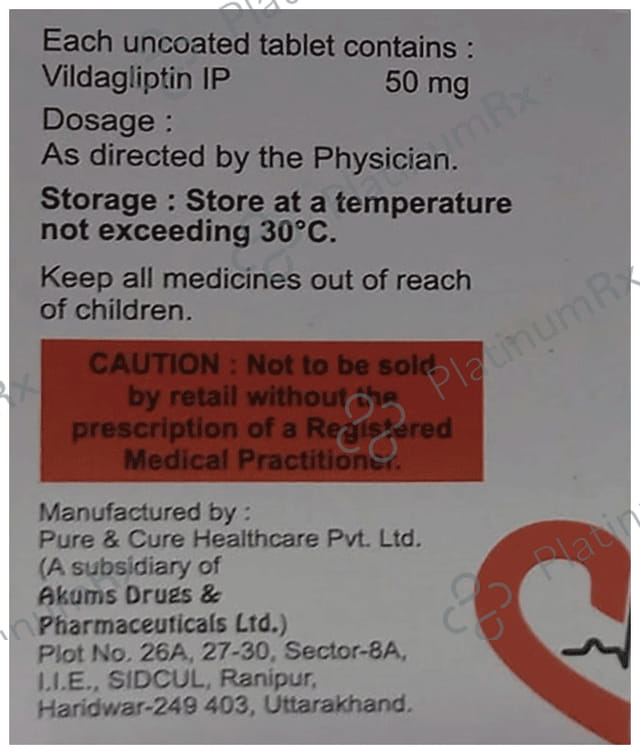 Each uncoated tablet contains :
Vildagliptin IP 50 mg
Dosage :
As directed by the Physician.
Storage : Store at a temperature
not exceeding 30°C.
Keep all medicines out of reach
of children.
CAUTION : Not to be sold
by retail without the
prescription of a Registered
Medical Practitioner.
Manufactured by :
Pure & Cure Healthcare Pvt. Ltd.
(A subsidiary of
Akums Drugs &
Pharmaceuticals Ltd.)
Plot No. 26A, 27-30, Sector-8A,
I.I.E., SIDCUL, Ranipur,
Haridwar-249 403, Uttarakhand.
PlatinumRx
PlatinumRx